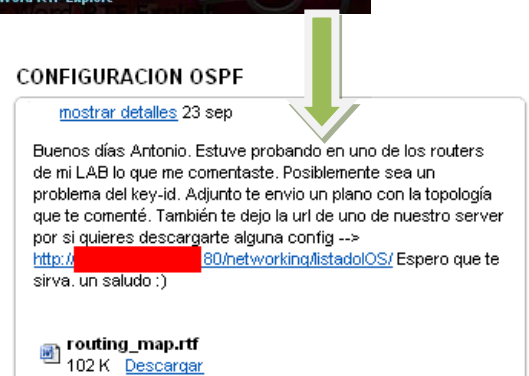 CONFIGURACION OSPF
mostrar detalles 23 sep
Buenos días Antonio. Estuve probando en uno de los routers
de mi LAB lo que me comentaste. Posiblemente sea un
problema del key-id. Adjunto te envio un plano con la topología
que te comenté. También te dejo la url de uno de nuestro server
por si quieres descargarte alguna config -->
http:// 80/networking/listadoIOS/ Espero que te
sirva. un saludo :)
routing_map.rtf
102 K Descargar